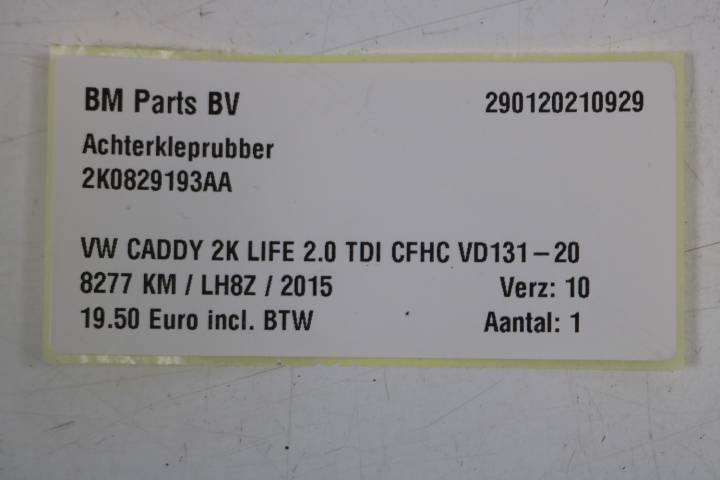 BM Parts BV 290120210929
Achterkleprubber
2K0829193AA
VW CADDY 2K LIFE 2.0 TDI CFHC VD131-20
8277 KM / LH8Z / 2015 Verz: 10
19.50 Euro incl. BTW Aantal: 1